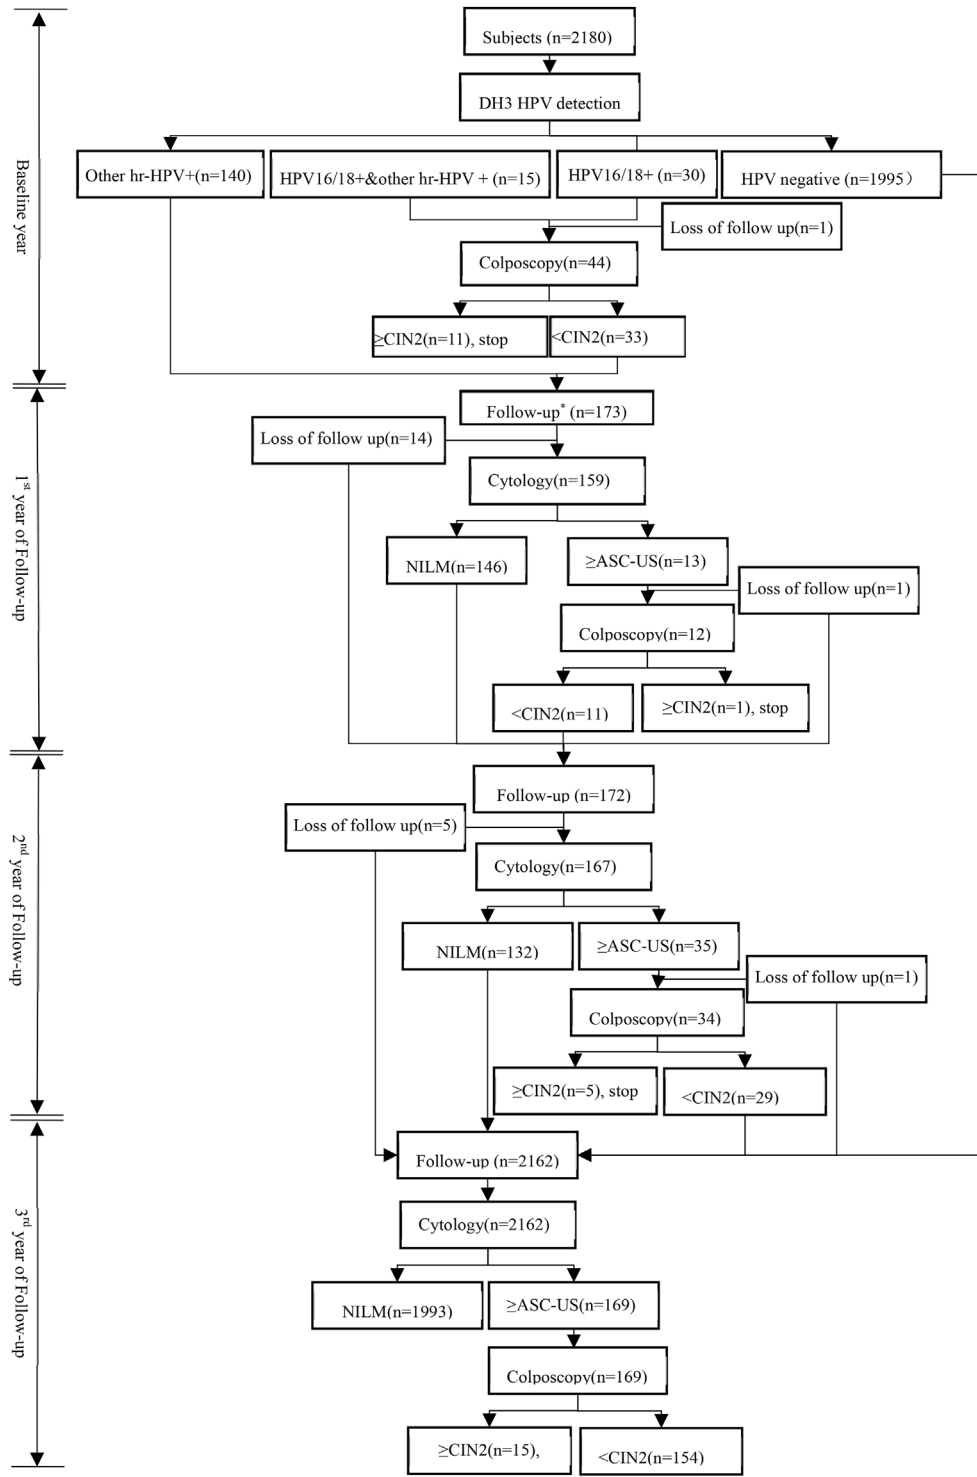 Subjects (n=2180)
DH3 HPV detection
Other hr-HPV+(n=140)
HPV16/18+&other hr-HPV + (n=15)
HPV16/18+ (n=30)
HPV negative (n=1995）
Loss of follow up(n=1)
Colposcopy(n=44)
≥CIN2(n=11), stop
<CIN2(n=33)
Baseline year
Follow-up* (n=173)
Loss of follow up(n=14)
Cytology(n=159)
NILM(n=146)
≥ASC-US(n=13)
Loss of follow up(n=1)
Colposcopy(n=12)
<CIN2(n=11)
≥CIN2(n=1), stop
1st year of Follow-up
Follow-up (n=172)
Loss of follow up(n=5)
Cytology(n=167)
NILM(n=132)
≥ASC-US(n=35)
Loss of follow up(n=1)
Colposcopy(n=34)
≥CIN2(n=5), stop
<CIN2(n=29)
2nd year of Follow-up
Follow-up (n=2162)
Cytology(n=2162)
NILM(n=1993)
≥ASC-US(n=169)
Colposcopy(n=169)
≥CIN2(n=15),
<CIN2(n=154)
3rd year of Follow-up